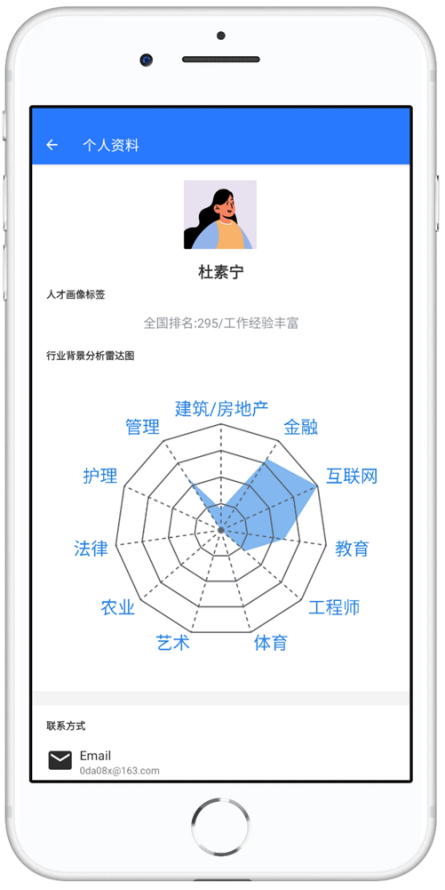 个人资料
杜素宁
人才画像标签
全国排名:295/工作经验丰富
行业背景分析雷达图
建筑/房地产
管理
金融
护理
互联网
法律
教育
农业
工程师
艺术
体育
联系方式
Email
0da08x@163.com